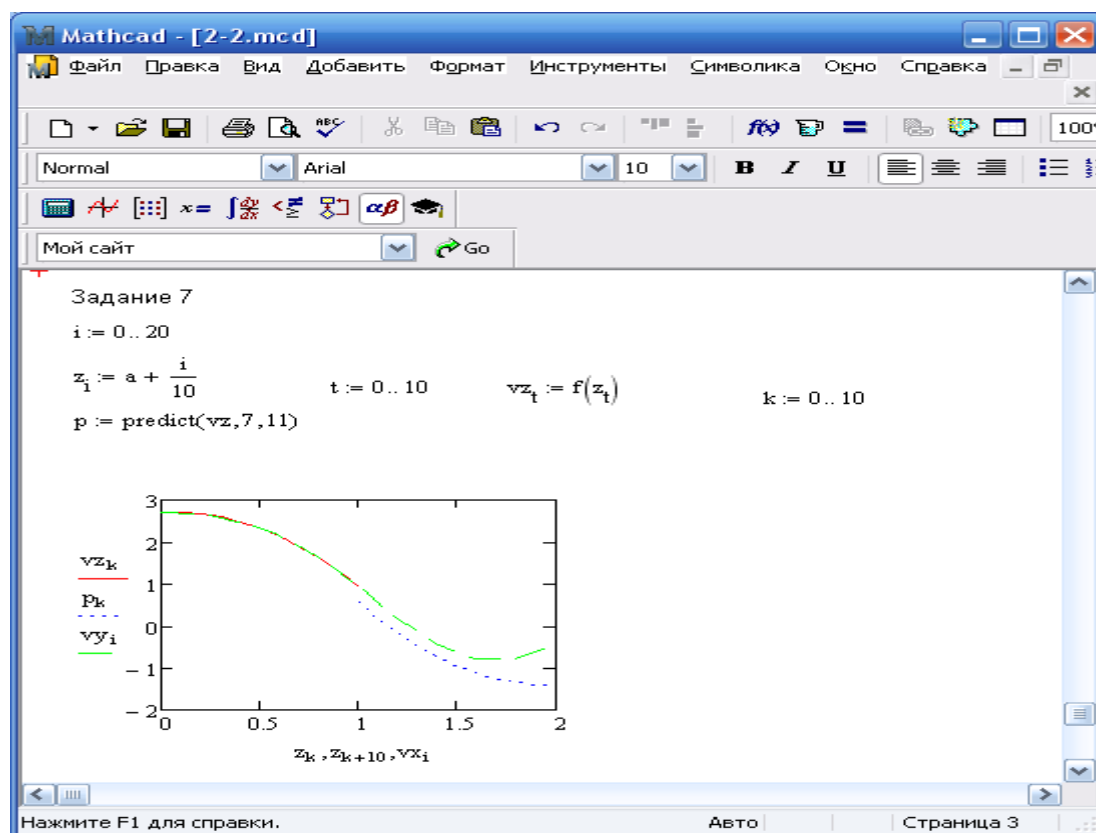 Mathcad - [2-2.mcd]
Файл Правка Вид Добавить Формат Инструменты Символика Окно Справка
ABC f(x) 100
Normal Arial 10 B I U
x= αβ
Мой сайт Go
Задание 7
i := 0.. 20
z_i := a + i/10 t := 0.. 10 vz_t := f(z_t) k := 0.. 10
p := predict(vz,7,11)
3
2
1
0
-1
-2
vz_k
p_k
vy_i
0 0.5 1 1.5 2
z_k , z_k+10 , vx_i
Нажмите F1 для справки. Авто Страница 3